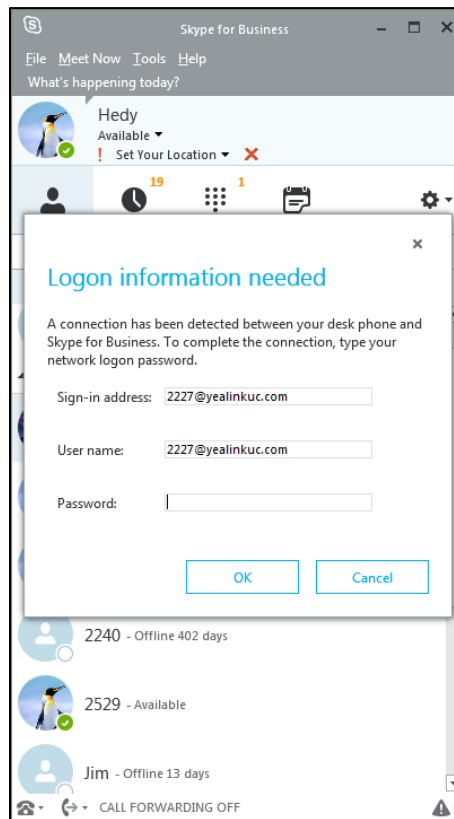 Skype for Business
File Meet Now Tools Help
What's happening today?
Hedy
Available
! Set Your Location
19 1
Logon information needed
A connection has been detected between your desk phone and
Skype for Business. To complete the connection, type your
network logon password.
Sign-in address: 2227@yealinkuc.com
User name: 2227@yealinkuc.com
Password:
OK Cancel
2240 - Offline 402 days
2529 - Available
Jim - Offline 13 days
CALL FORWARDING OFF